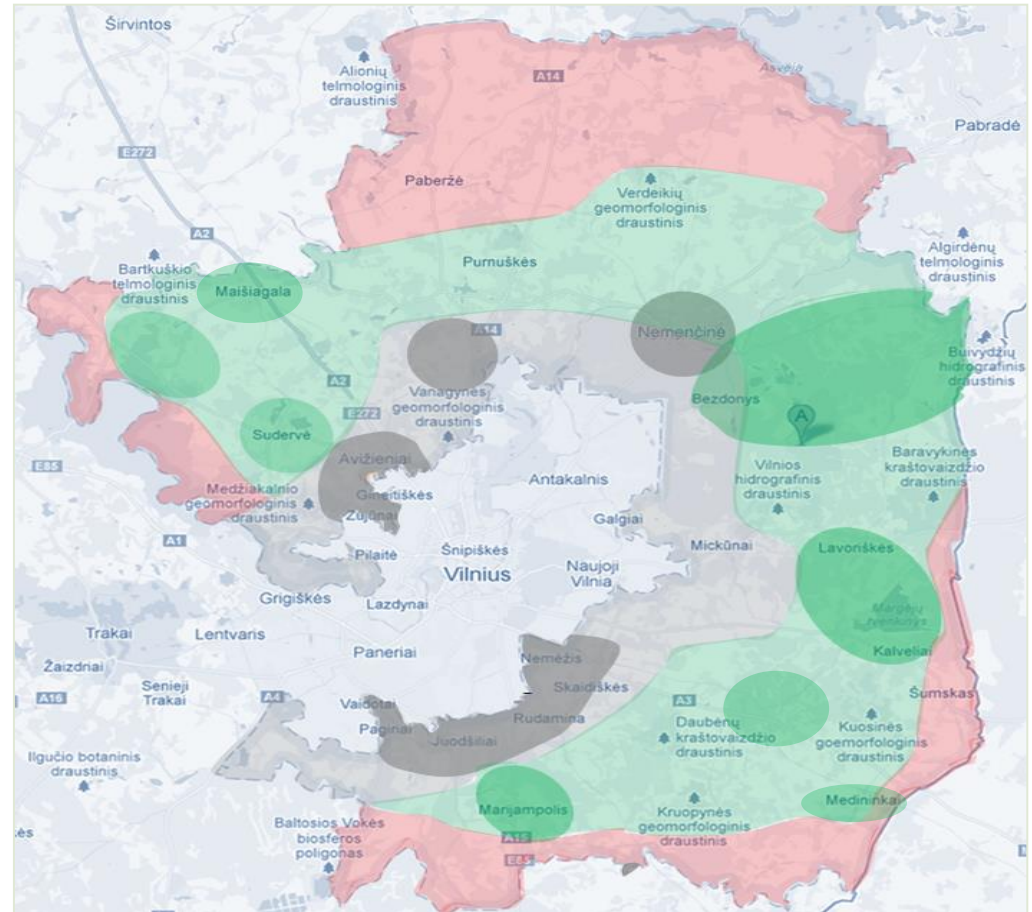 Širvintos
Alionių
telmologinis
draustinis
A14
Asveja
Pabradė
E272
Paberžė
Verdeikių
geomorfologinis
draustinis
A2
Purnuškės
Algirdėnų
telmologinis
draustinis
Bartkuškio
telmologinis
draustinis
Maišiagala
A14
Nemenčinė
Buivydžių
hidrografinis
draustinis
A2
E272
Vanagynės
geomorfologinis
draustinis
Bezdonys
A
Sudervė
Avižieniai
E85
Medžiakalnio
geomorfologinis
draustinis
Gineitiškės
Zujūnai
Antakalnis
Vilnios
hidrografinis
draustinis
Baravykinės
kraštovaizdžio
draustinis
Galgiai
A1
Pilaitė
Šnipiškės
Mickūnai
Lavoriškės
Vilnius
Naujoji
Vilnia
Grigiškės
Lazdynai
Margėjų
tvenkinys
Trakai
Lentvaris
Paneriai
Nemėžis
Kalveliai
Žaizdriai
Senieji
Trakai
A16
A4
Skaidiškės
A3
Šumskas
Vaidotai
Pagiriai
Rudamina
Juodšiliai
Daubėnų
kraštovaizdžio
draustinis
Kuosinės
goemorfologinis
draustinis
Ilgučio botaninis
draustinis
Marijampolis
Medininkai
Baltosios Vokės
biosferos
poligonas
Kruopynės
geomorfologinis
draustinis
A15
E85